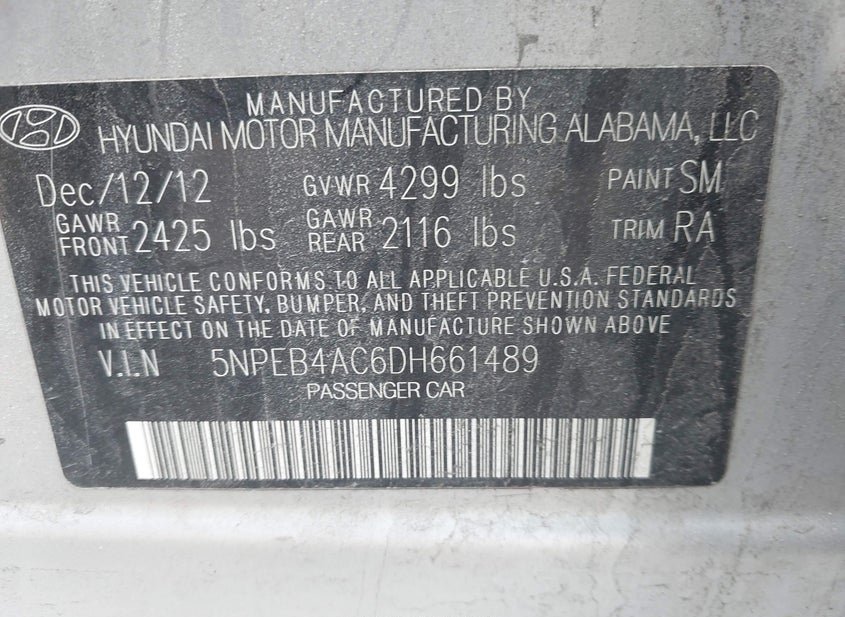 MANUFACTURED BY
HYUNDAI MOTOR MANUFACTURING ALABAMA, LLC
Dec/12/12 GVWR 4299 lbs PAINT SM
GAWR FRONT 2425 lbs GAWR REAR 2116 lbs TRIM RA
THIS VEHICLE CONFORMS TO ALL APPLICABLE U.S.A. FEDERAL
MOTOR VEHICLE SAFETY, BUMPER, AND THEFT PREVENTION STANDARDS
IN EFFECT ON THE DATE OF MANUFACTURE SHOWN ABOVE
V.I.N 5NPEB4AC6DH661489
PASSENGER CAR